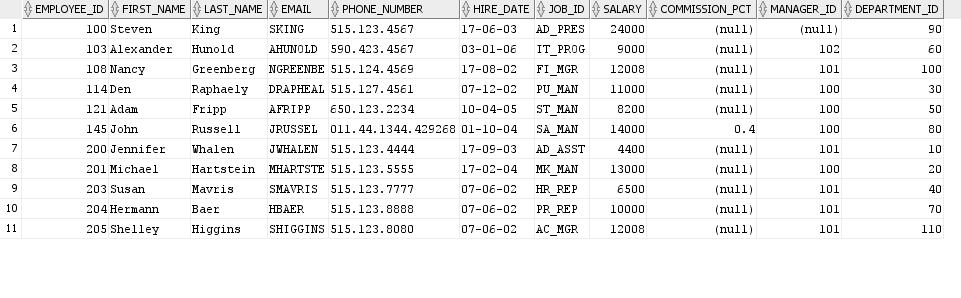 EMPLOYEE_ID FIRST_NAME LAST_NAME EMAIL PHONE_NUMBER HIRE_DATE JOB_ID SALARY COMMISSION_PCT MANAGER_ID DEPARTMENT_ID
1 100 Steven King SKING 515.123.4567 17-06-03 AD_PRES 24000 (null) (null) 90
2 103 Alexander Hunold AHUNOLD 590.423.4567 03-01-06 IT_PROG 9000 (null) 102 60
3 108 Nancy Greenberg NGREENBE 515.124.4569 17-08-02 FI_MGR 12008 (null) 101 100
4 114 Den Raphaely DRAPHEAL 515.127.4561 07-12-02 PU_MAN 11000 (null) 100 30
5 121 Adam Fripp AFRIPP 650.123.2234 10-04-05 ST_MAN 8200 (null) 100 50
6 145 John Russell JRUSSEL 011.44.1344.429268 01-10-04 SA_MAN 14000 0.4 100 80
7 200 Jennifer Whalen JWHALEN 515.123.4444 17-09-03 AD_ASST 4400 (null) 101 10
8 201 Michael Hartstein MHARTSTE 515.123.5555 17-02-04 MK_MAN 13000 (null) 100 20
9 203 Susan Mavris SMAVRIS 515.123.7777 07-06-02 HR_REP 6500 (null) 101 40
10 204 Hermann Baer HBAER 515.123.8888 07-06-02 PR_REP 10000 (null) 101 70
11 205 Shelley Higgins SHIGGINS 515.123.8080 07-06-02 AC_MGR 12008 (null) 101 110